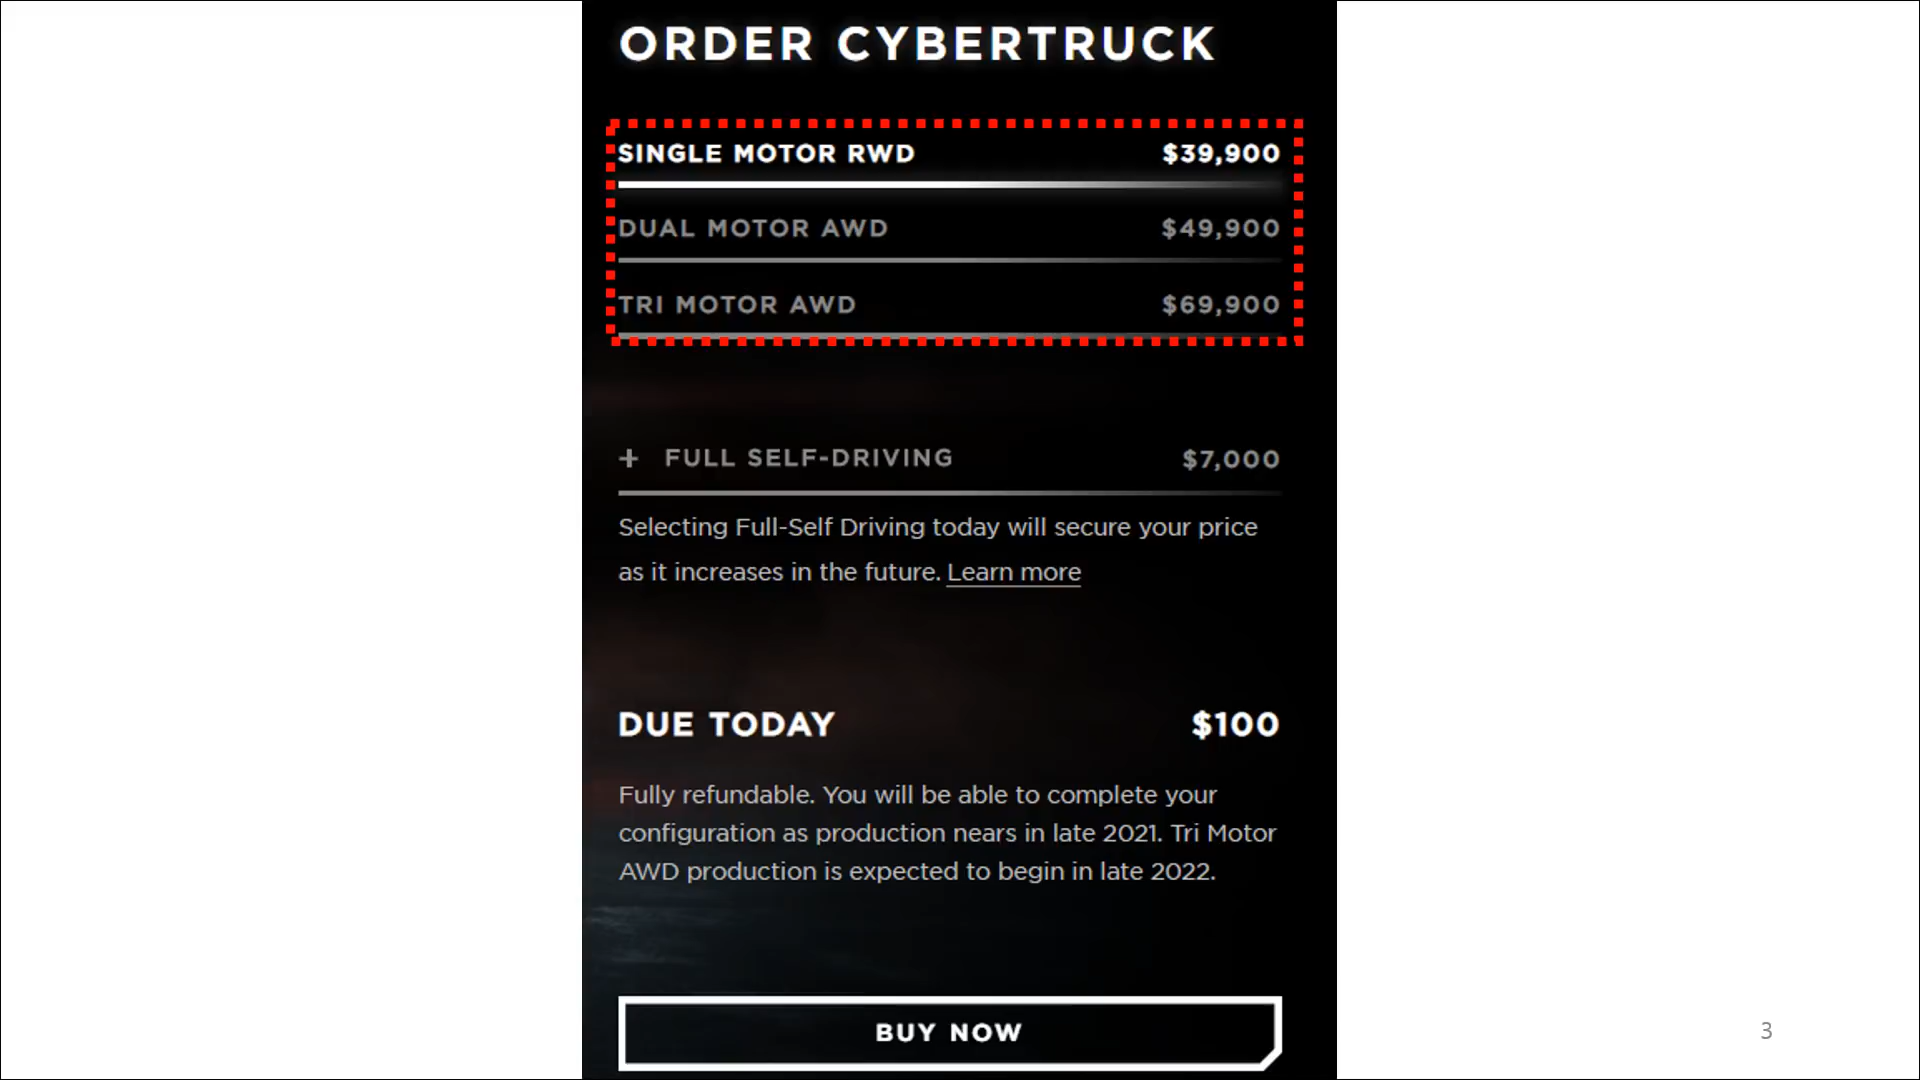 ORDER CYBERTRUCK
SINGLE MOTOR RWD $39,900
DUAL MOTOR AWD $49,900
TRI MOTOR AWD $69,900
+ FULL SELF-DRIVING $7,000
Selecting Full-Self Driving today will secure your price
as it increases in the future. Learn more
DUE TODAY $100
Fully refundable. You will be able to complete your
configuration as production nears in late 2021. Tri Motor
AWD production is expected to begin in late 2022.
BUY NOW
3